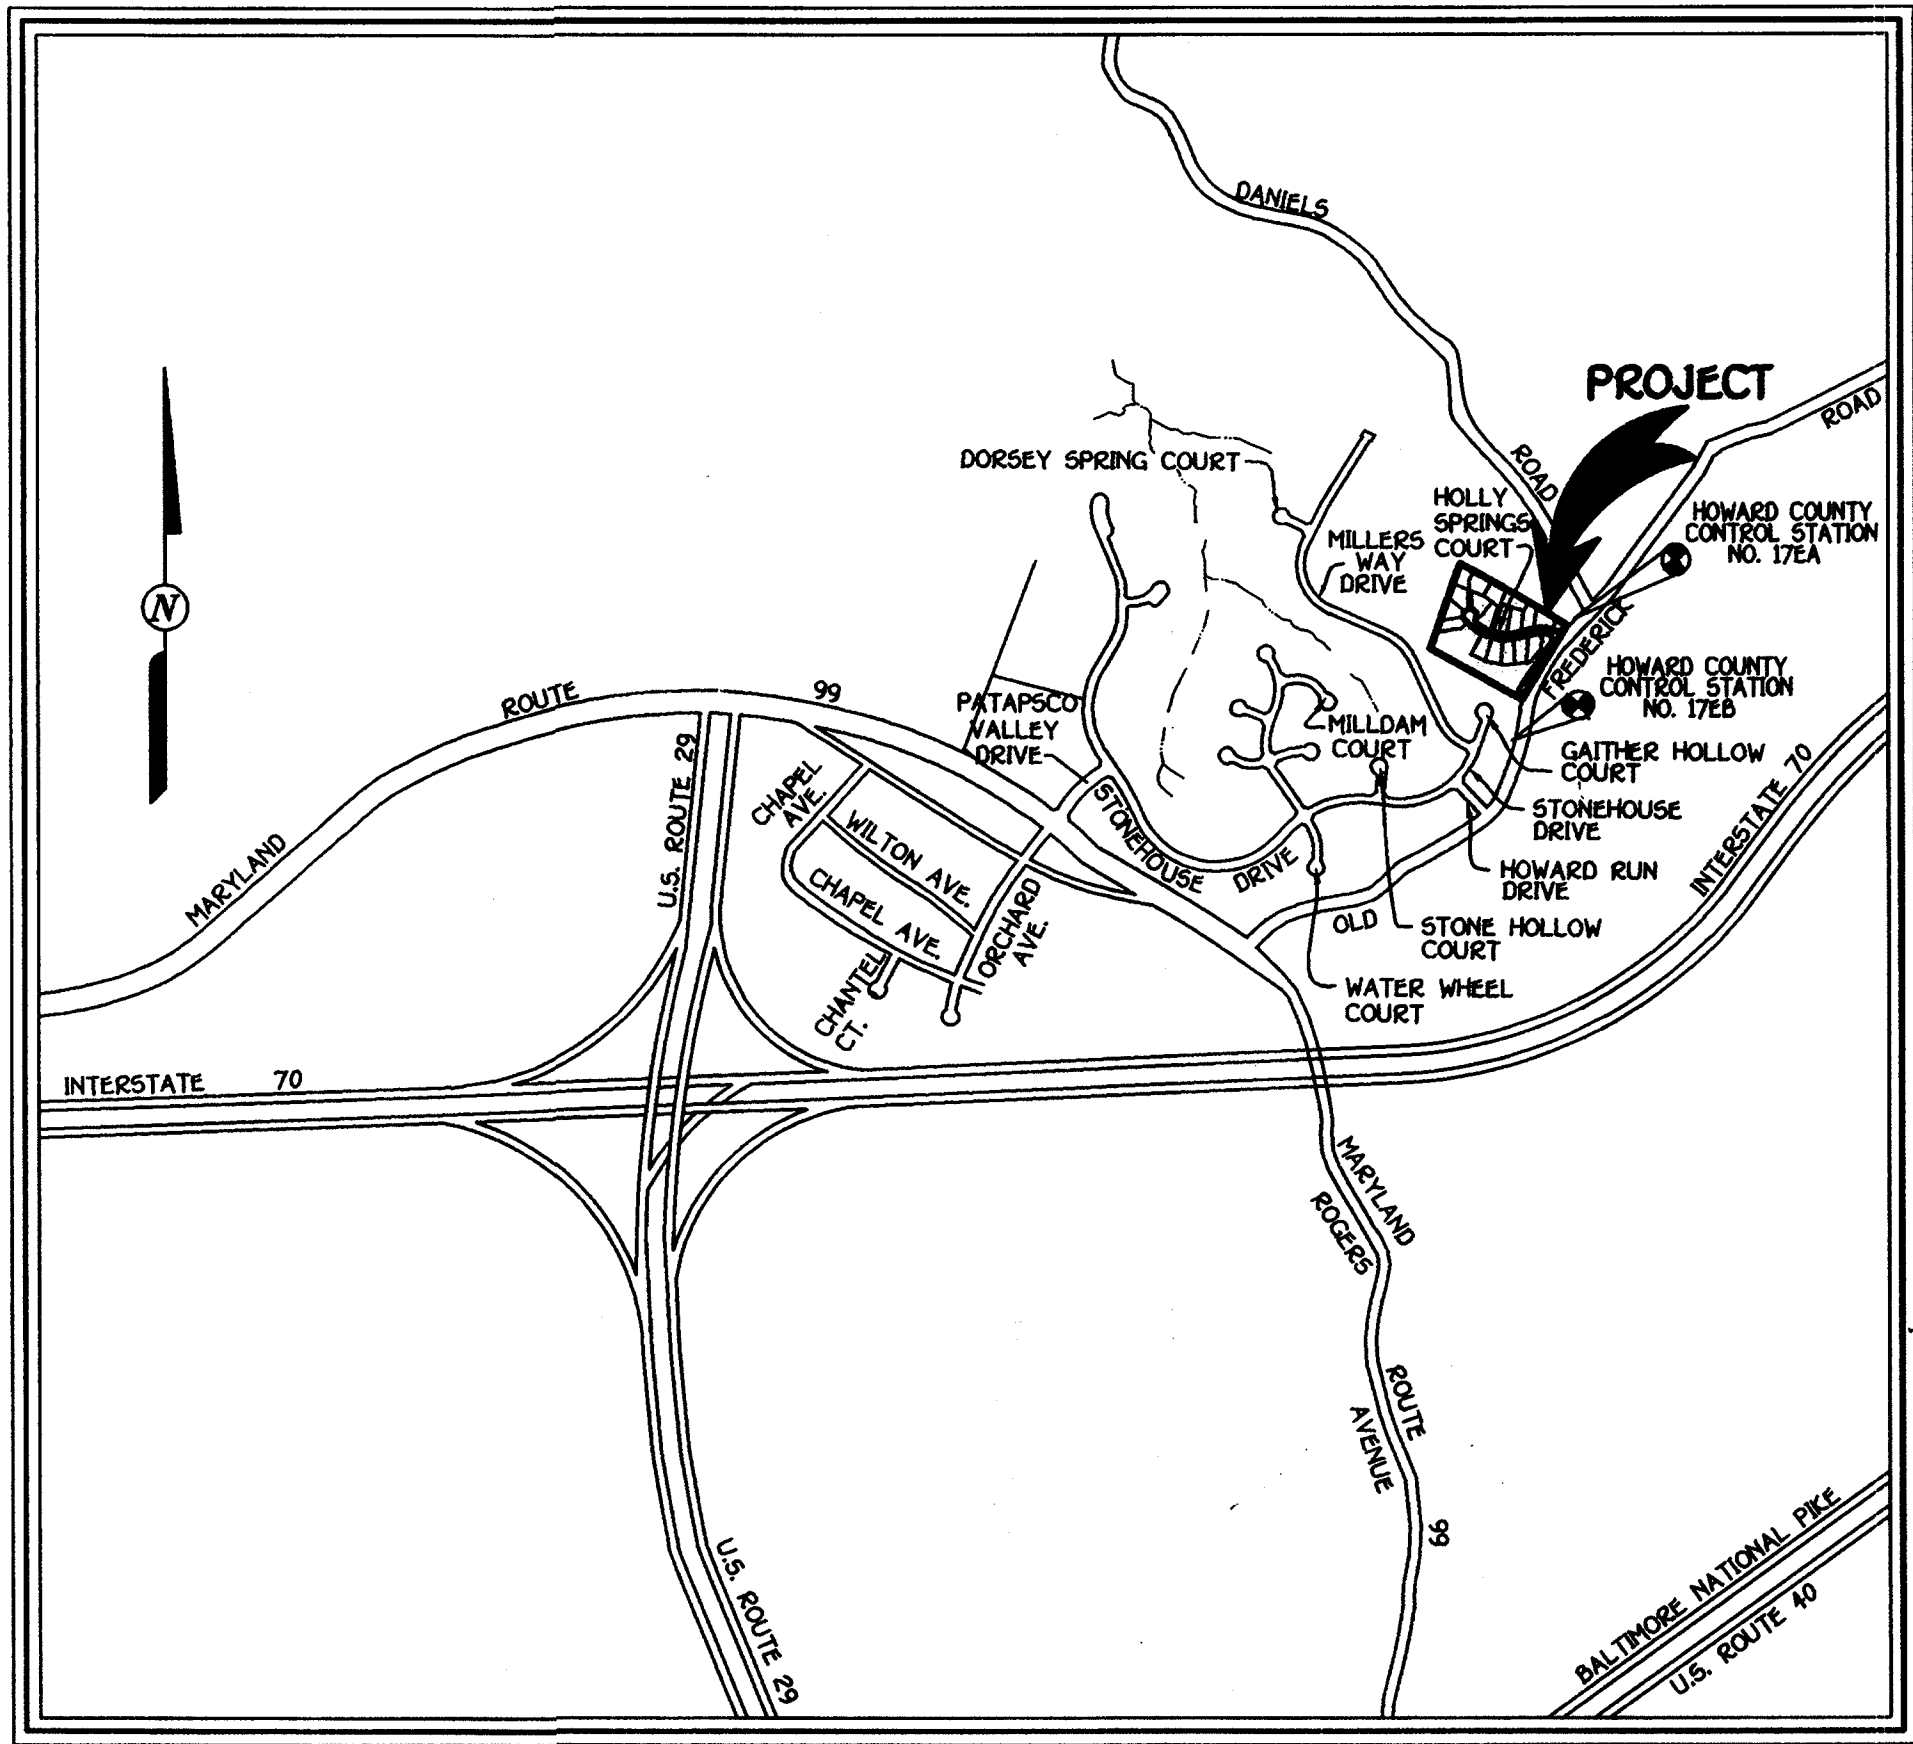 DANIELS
PROJECT
ROAD
DORSEY SPRING COURT
ROAD
HOLLY
SPRINGS
COURT
HOWARD COUNTY
CONTROL STATION
NO. 17EA
MILLERS
WAY
DRIVE
N
FREDERICK
HOWARD COUNTY
CONTROL STATION
NO. 17EB
ROUTE
99
PATAPSCO
VALLEY
DRIVE
MILLDAM
COURT
GAITHER HOLLOW
COURT
U.S. ROUTE 29
CHAPEL
AVE.
STONEHOUSE
DRIVE
STONEHOUSE
DRIVE
INTERSTATE 70
WILTON AVE.
MARYLAND
HOWARD RUN
DRIVE
CHAPEL AVE.
ORCHARD
AVE.
OLD
STONE HOLLOW
COURT
CHANTEL
CT.
WATER WHEEL
COURT
INTERSTATE 70
MARYLAND
ROGERS
ROUTE
AVENUE
99
U.S. ROUTE 29
BALTIMORE NATIONAL PIKE
U.S. ROUTE 40